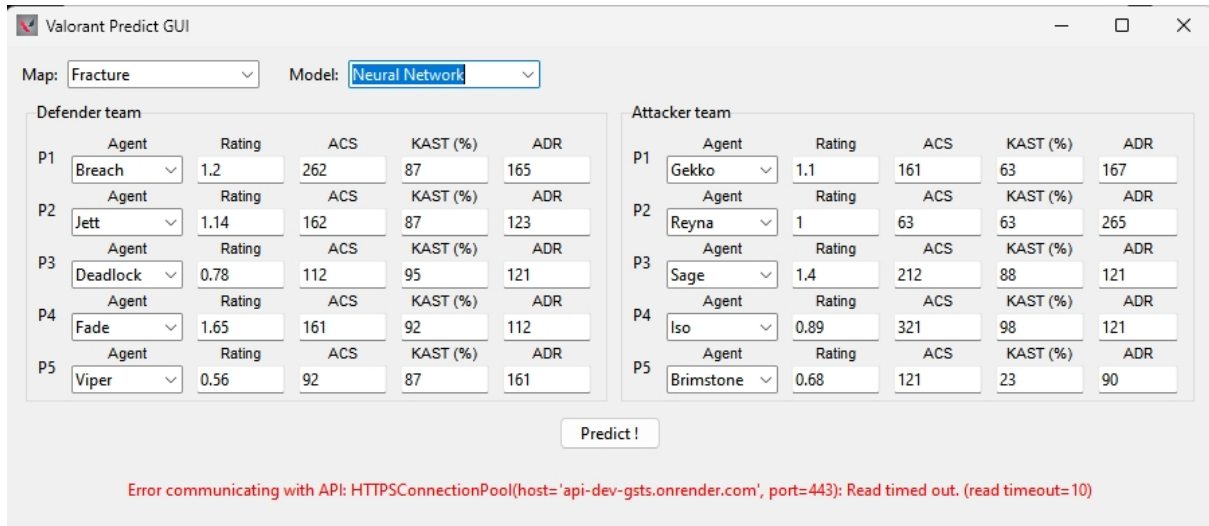 Valorant Predict GUI
Map: Fracture Model: Neural Network
Defender team Attacker team
Agent Rating ACS KAST (%) ADR Agent Rating ACS KAST (%) ADR
P1 Breach 1.2 262 87 165 P1 Gekko 1.1 161 63 167
Agent Rating ACS KAST (%) ADR Agent Rating ACS KAST (%) ADR
P2 Jett 1.14 162 87 123 P2 Reyna 1 63 63 265
Agent Rating ACS KAST (%) ADR Agent Rating ACS KAST (%) ADR
P3 Deadlock 0.78 112 95 121 P3 Sage 1.4 212 88 121
Agent Rating ACS KAST (%) ADR Agent Rating ACS KAST (%) ADR
P4 Fade 1.65 161 92 112 P4 Iso 0.89 321 98 121
Agent Rating ACS KAST (%) ADR Agent Rating ACS KAST (%) ADR
P5 Viper 0.56 92 87 161 P5 Brimstone 0.68 121 23 90
Predict !
Error communicating with API: HTTPSConnectionPool(host='api-dev-gsts.onrender.com', port=443): Read timed out. (read timeout=10)